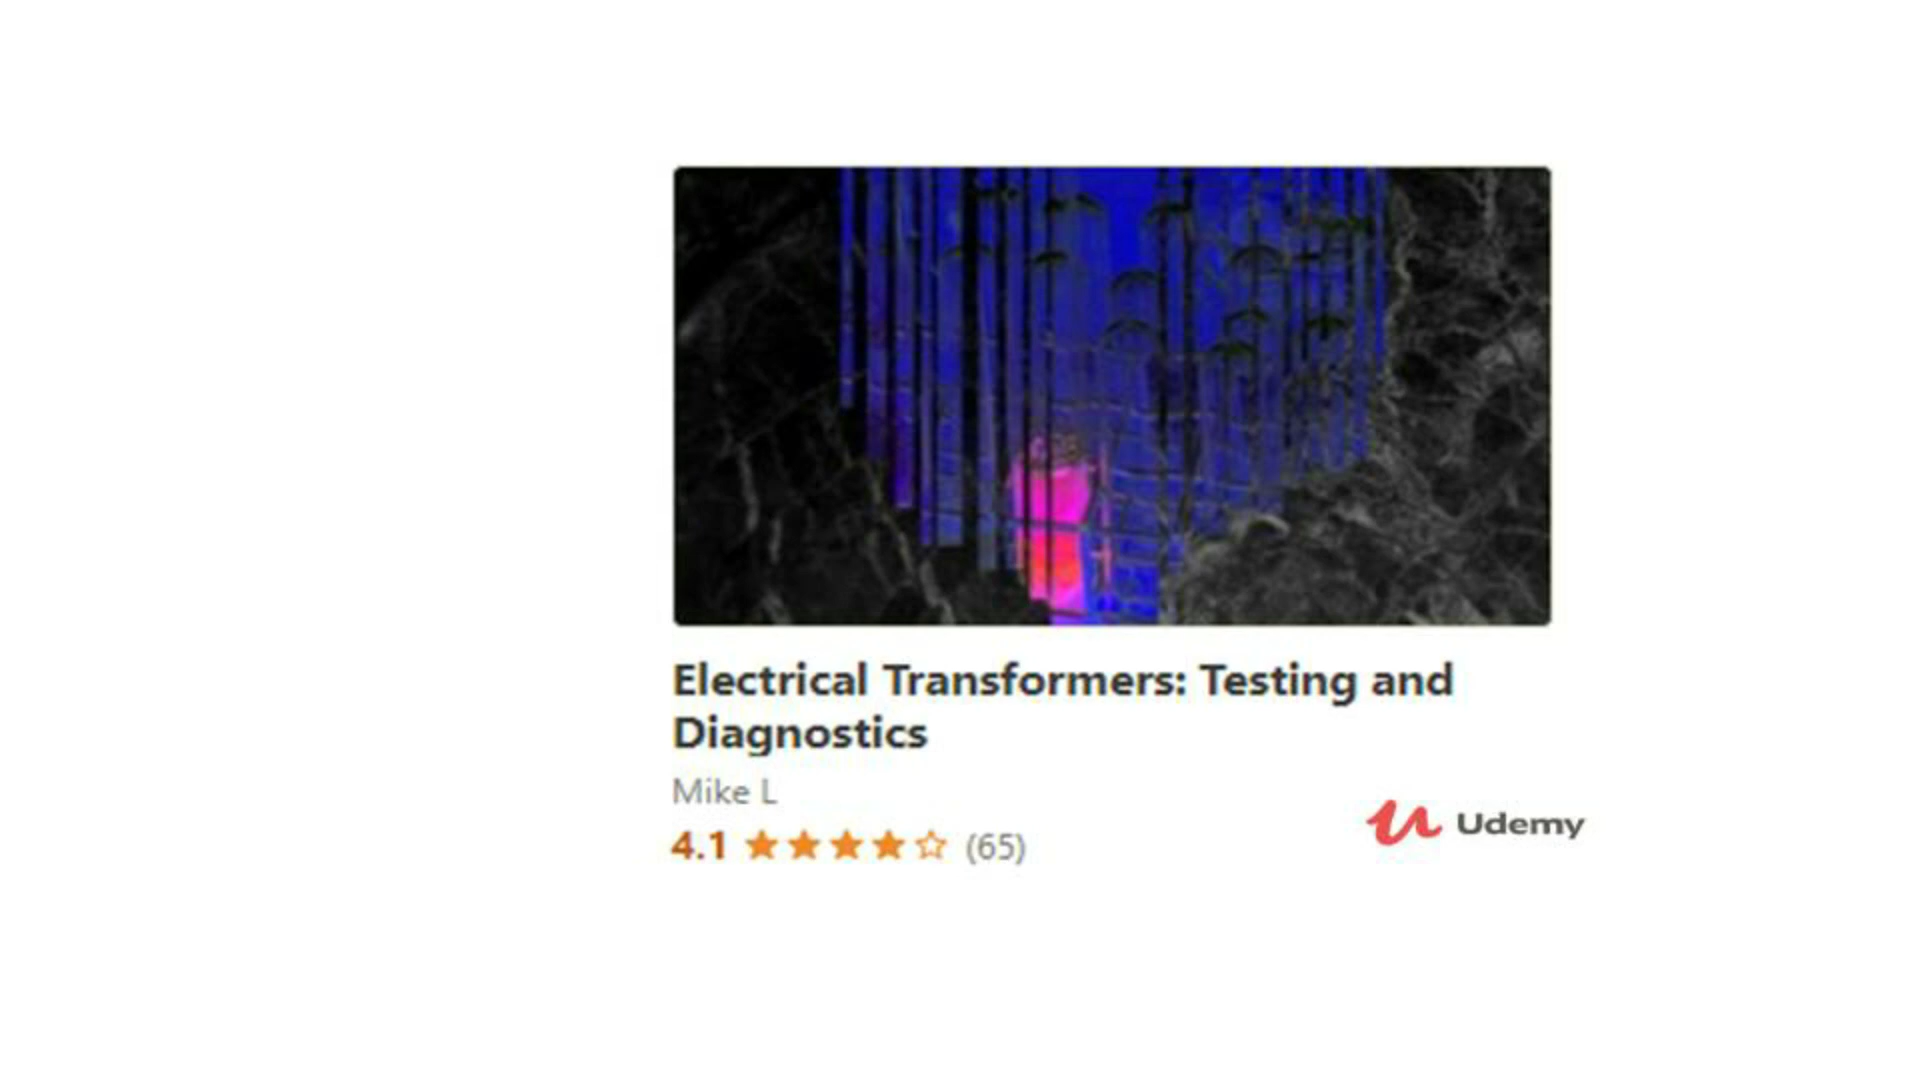 Electrical Transformers: Testing and
Diagnostics
Mike L
4.1 (65)
Udemy